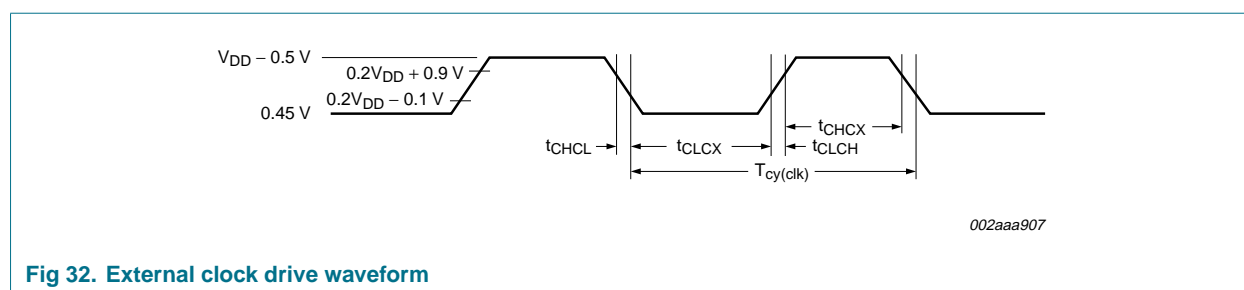 V_DD − 0.5 V
0.2V_DD + 0.9 V
0.2V_DD − 0.1 V
0.45 V
t_CHCX
t_CHCL
t_CLCX
t_CLCH
T_cy(clk)
002aaa907
Fig 32. External clock drive waveform